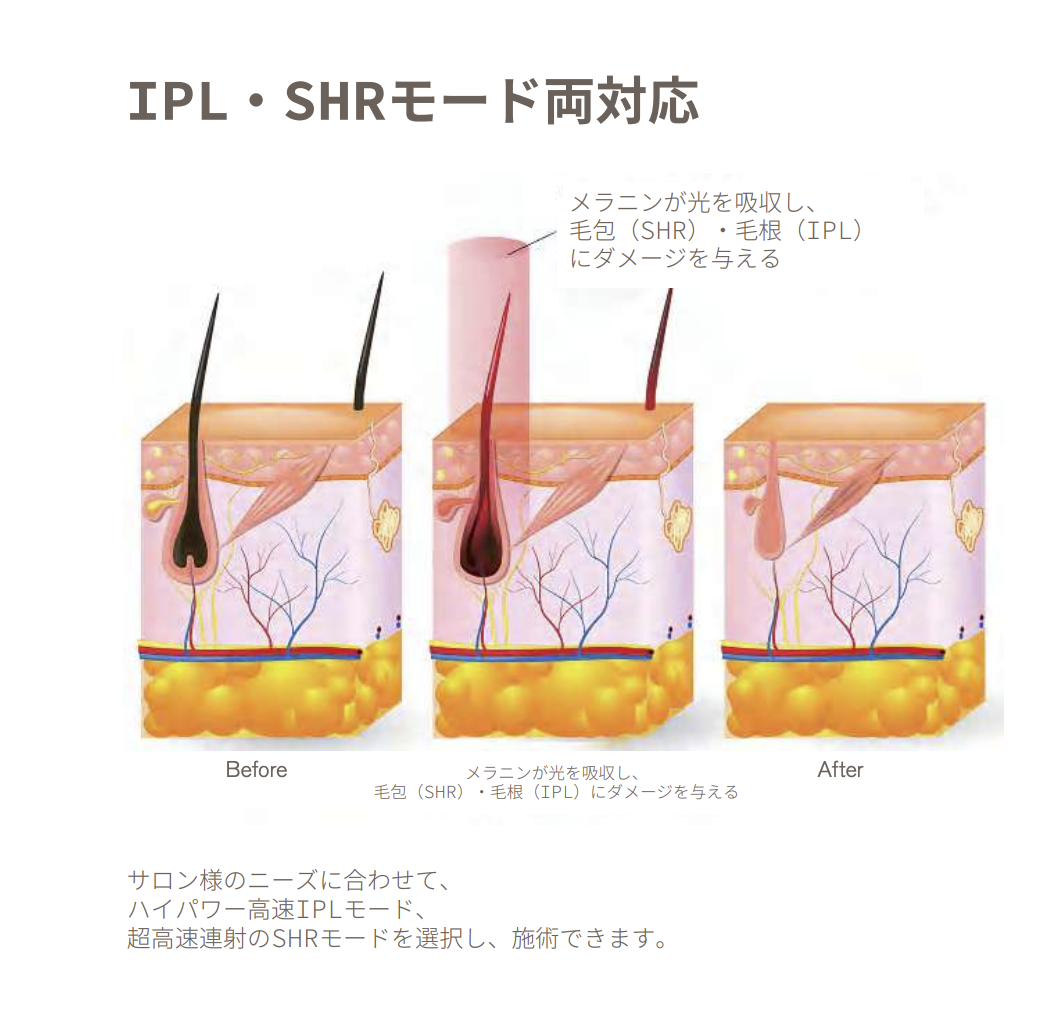 IPL・SHRモード両対応
メラニンが光を吸収し、
毛包（SHR）・毛根（IPL）
にダメージを与える
Before
メラニンが光を吸収し、
毛包（SHR）・毛根（IPL）にダメージを与える
After
サロン様のニーズに合わせて、
ハイパワー高速IPLモード、
超高速連射のSHRモードを選択し、施術できます。